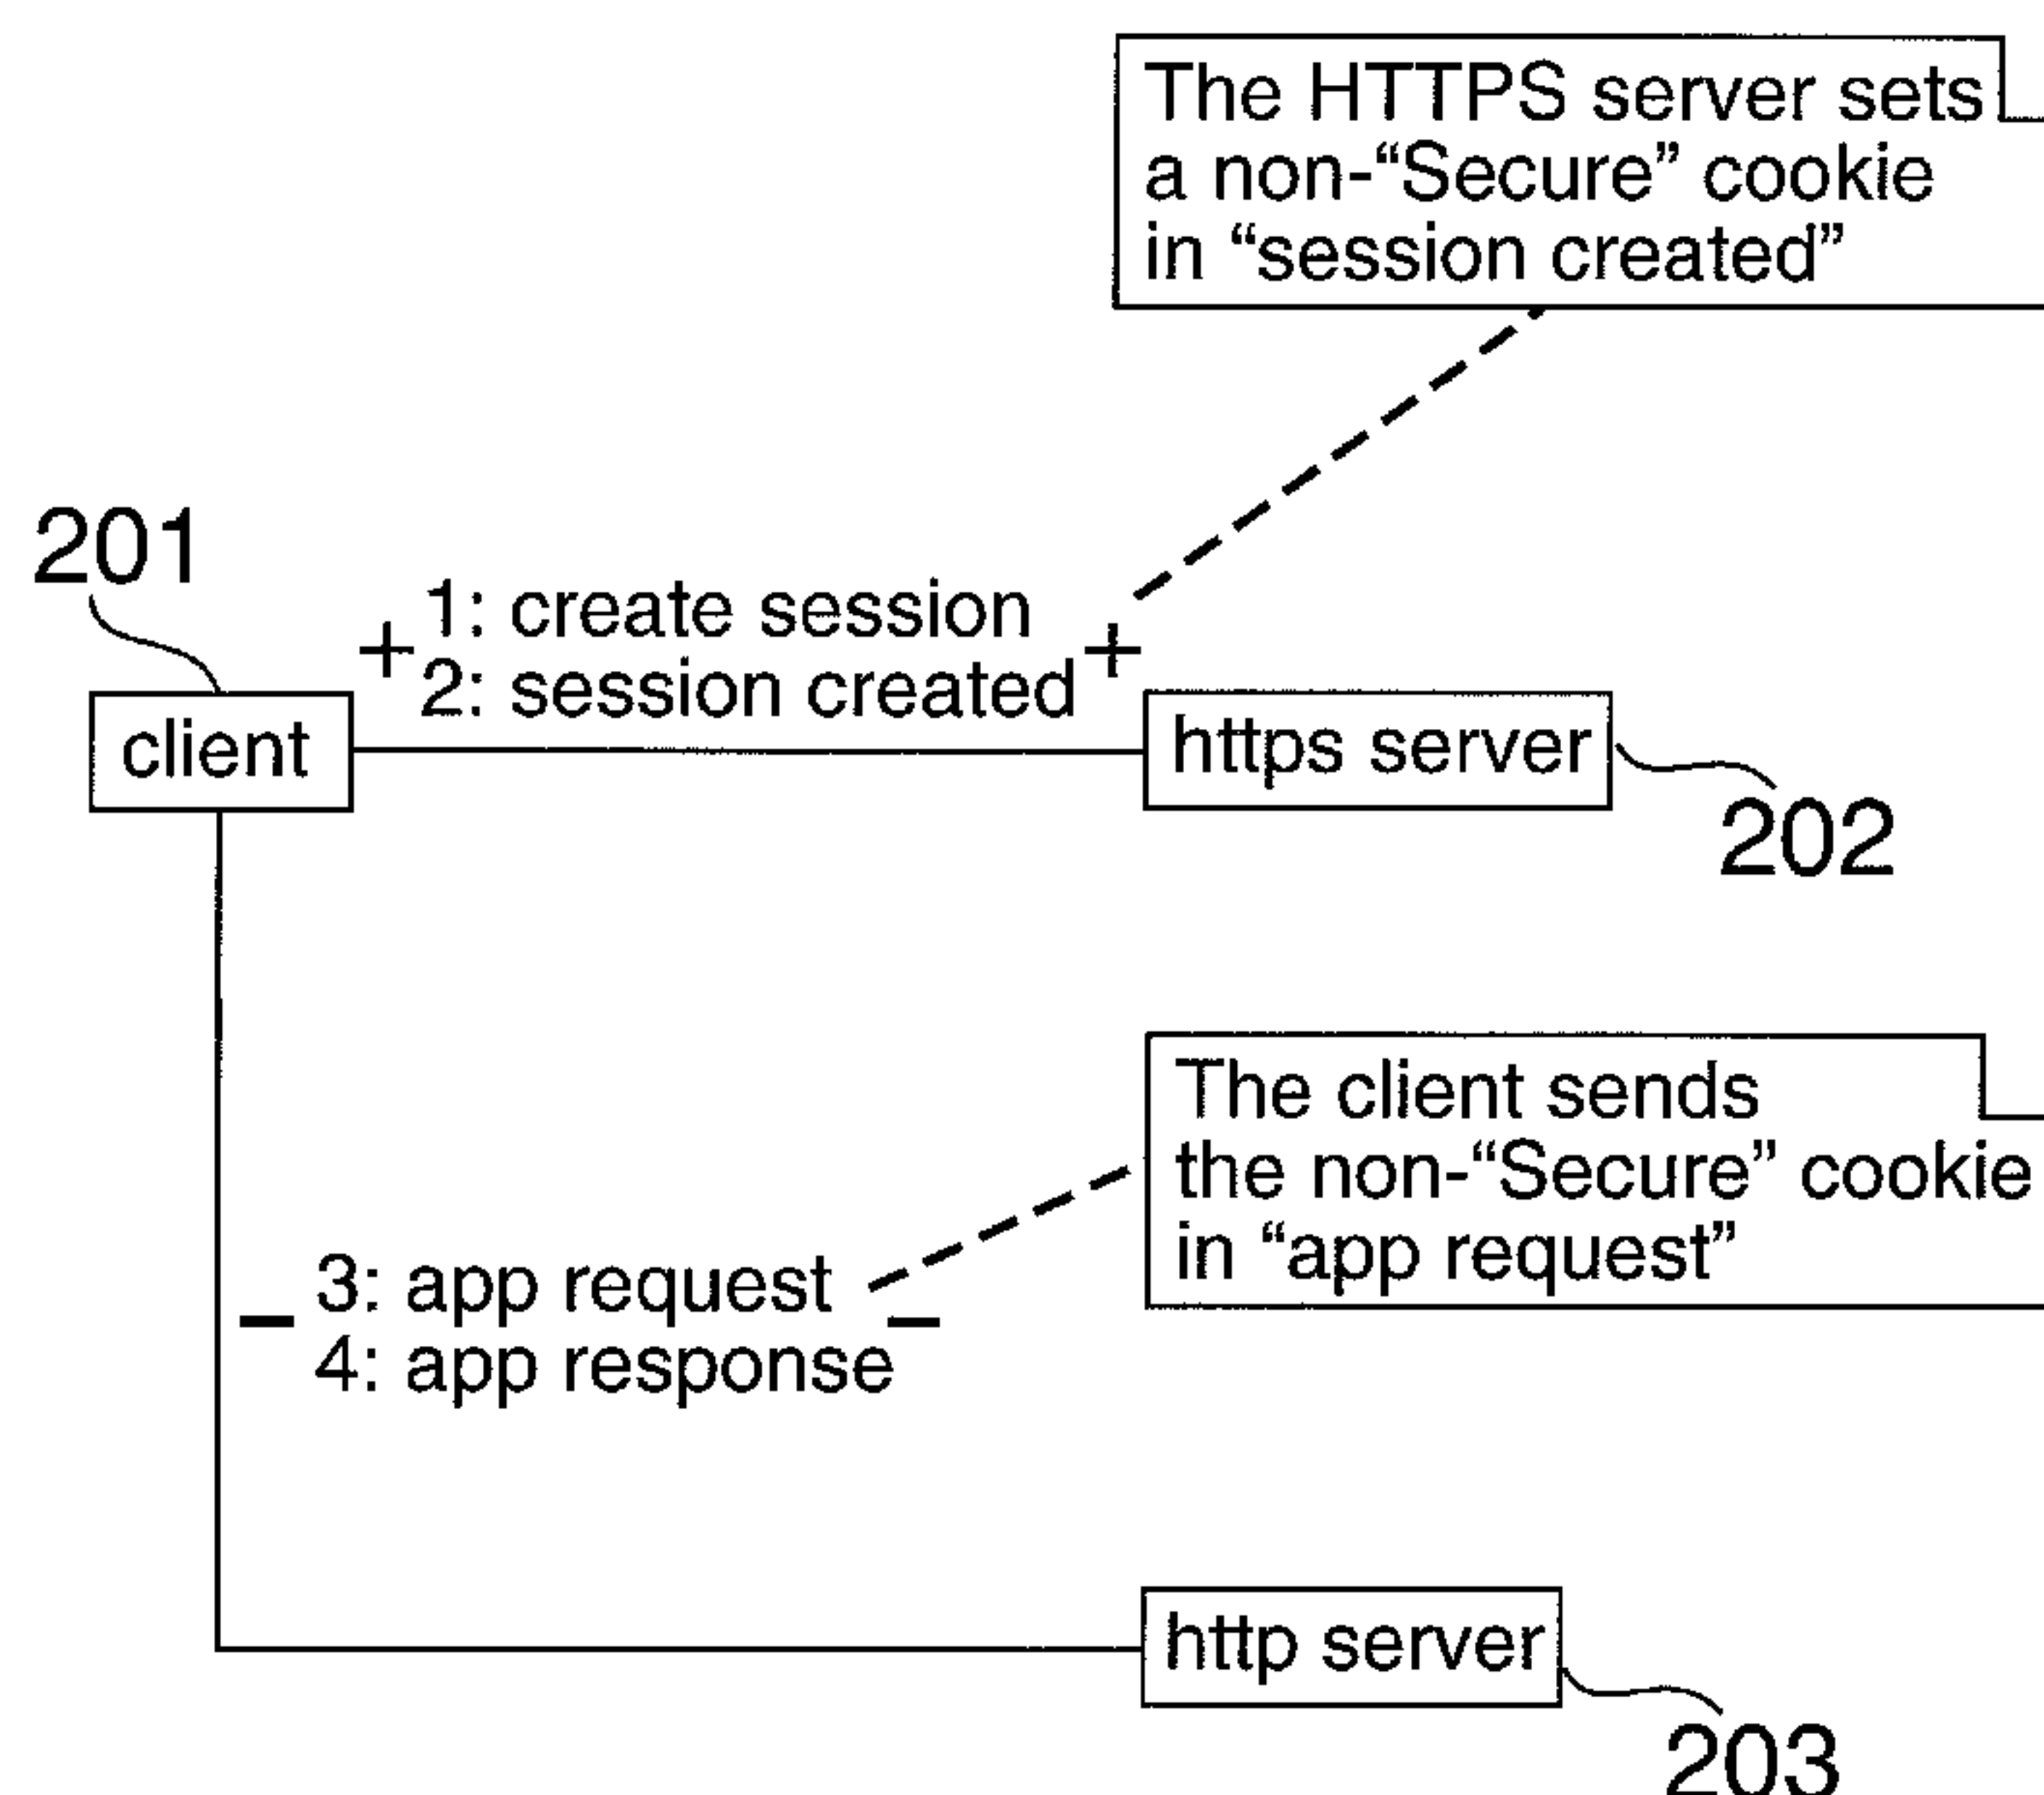 The HTTPS server sets
a non-“Secure” cookie
in “session created”
201
+ 1: create session +
2: session created
client
https server
202
The client sends
the non-“Secure” cookie
in “app request”
– 3: app request –
4: app response
http server
203